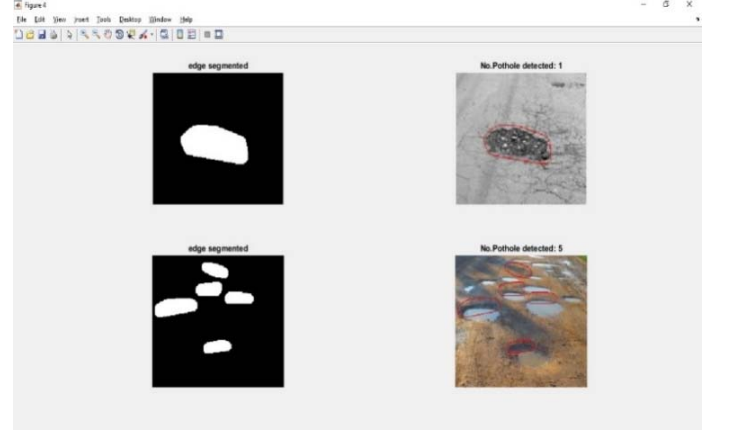 Figure 4
File Edit View Insert Tools Desktop Window Help
edge segmented
No.Pothole detected: 1
edge segmented
No.Pothole detected: 5